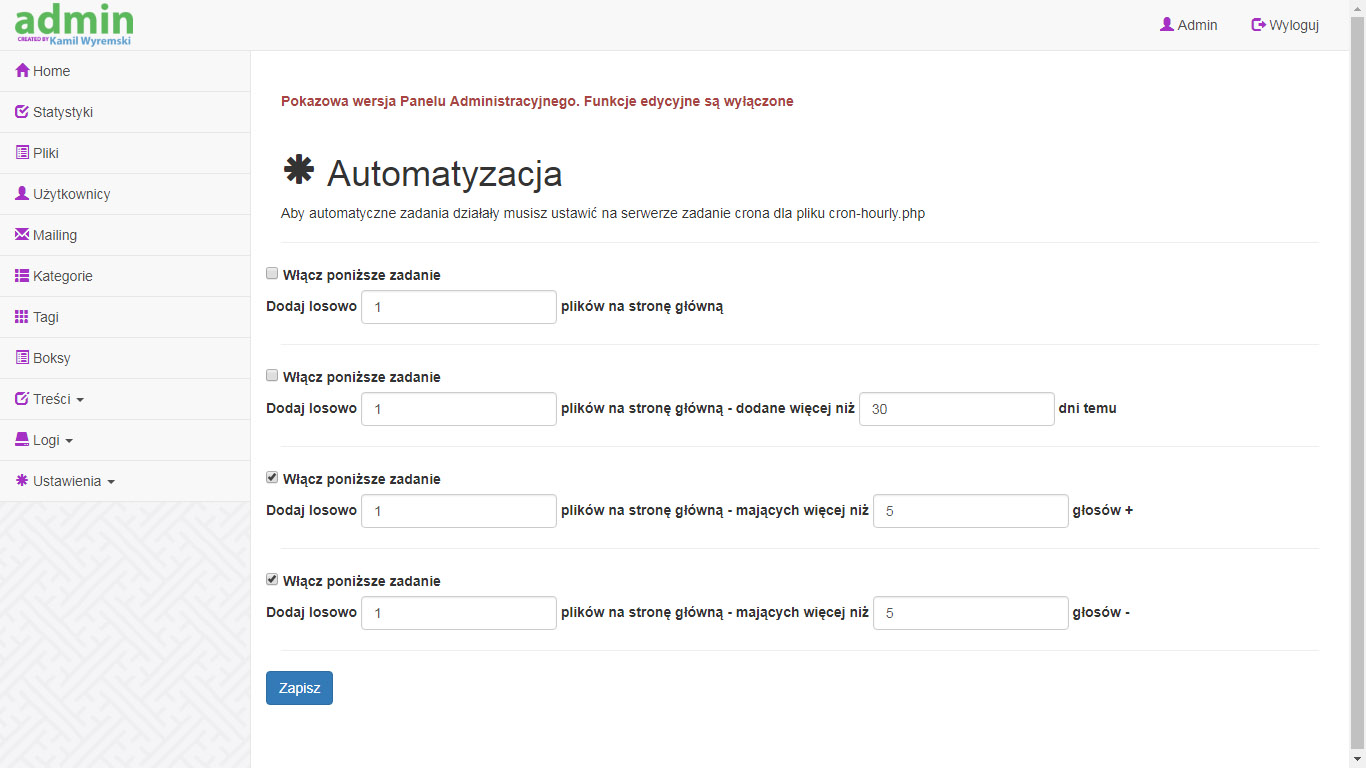 admin
CREATED BY Kamil Wyremski
Admin
Wyloguj
Home
Statystyki
Pliki
Użytkownicy
Mailing
Kategorie
Tagi
Boksy
Treści
Logi
Ustawienia
Pokazowa wersja Panelu Administracyjnego. Funkcje edycyjne są wyłączone
Automatyzacja
Aby automatyczne zadania działały musisz ustawić na serwerze zadanie crona dla pliku cron-hourly.php
Włącz poniższe zadanie
Dodaj losowo 1 plików na stronę główną
Włącz poniższe zadanie
Dodaj losowo 1 plików na stronę główną - dodane więcej niż 30 dni temu
Włącz poniższe zadanie
Dodaj losowo 1 plików na stronę główną - mających więcej niż 5 głosów +
Włącz poniższe zadanie
Dodaj losowo 1 plików na stronę główną - mających więcej niż 5 głosów -
Zapisz